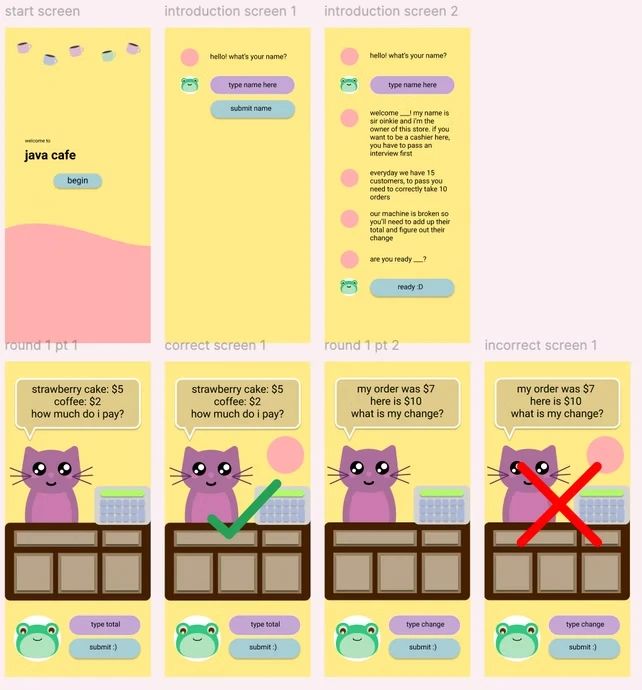 start screen
welcome to
java cafe
begin
introduction screen 1
hello! what's your name?
type name here
submit name
introduction screen 2
hello! what's your name?
type name here
welcome ___! my name is
sir oinkie and i'm the
owner of this store. if you
want to be a cashier here,
you have to pass an
interview first
everyday we have 15
customers, to pass you
need to correctly take 10
orders
our machine is broken so
you'll need to add up their
total and figure out their
change
are you ready ___?
ready :D
round 1 pt 1
strawberry cake: $5
coffee: $2
how much do i pay?
type total
submit :)
correct screen 1
strawberry cake: $5
coffee: $2
how much do i pay?
type total
submit :)
round 1 pt 2
my order was $7
here is $10
what is my change?
type change
submit :)
incorrect screen 1
my order was $7
here is $10
what is my change?
type change
submit :)